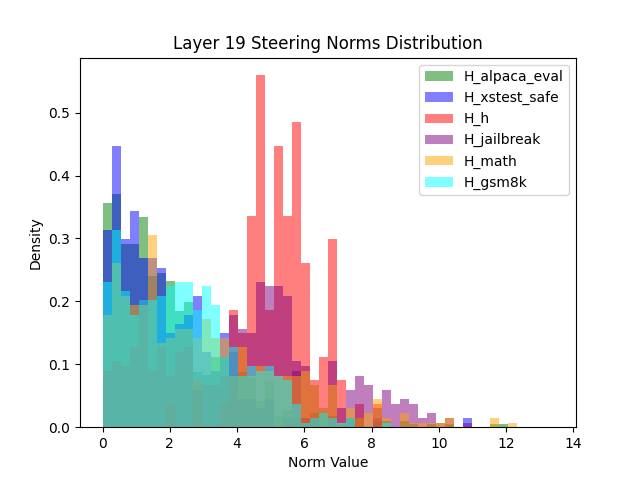 Layer 19 Steering Norms Distribution
H_alpaca_eval
H_xstest_safe
H_h
H_jailbreak
H_math
H_gsm8k
Density
0.5
0.4
0.3
0.2
0.1
0.0
0 2 4 6 8 10 12 14
Norm Value